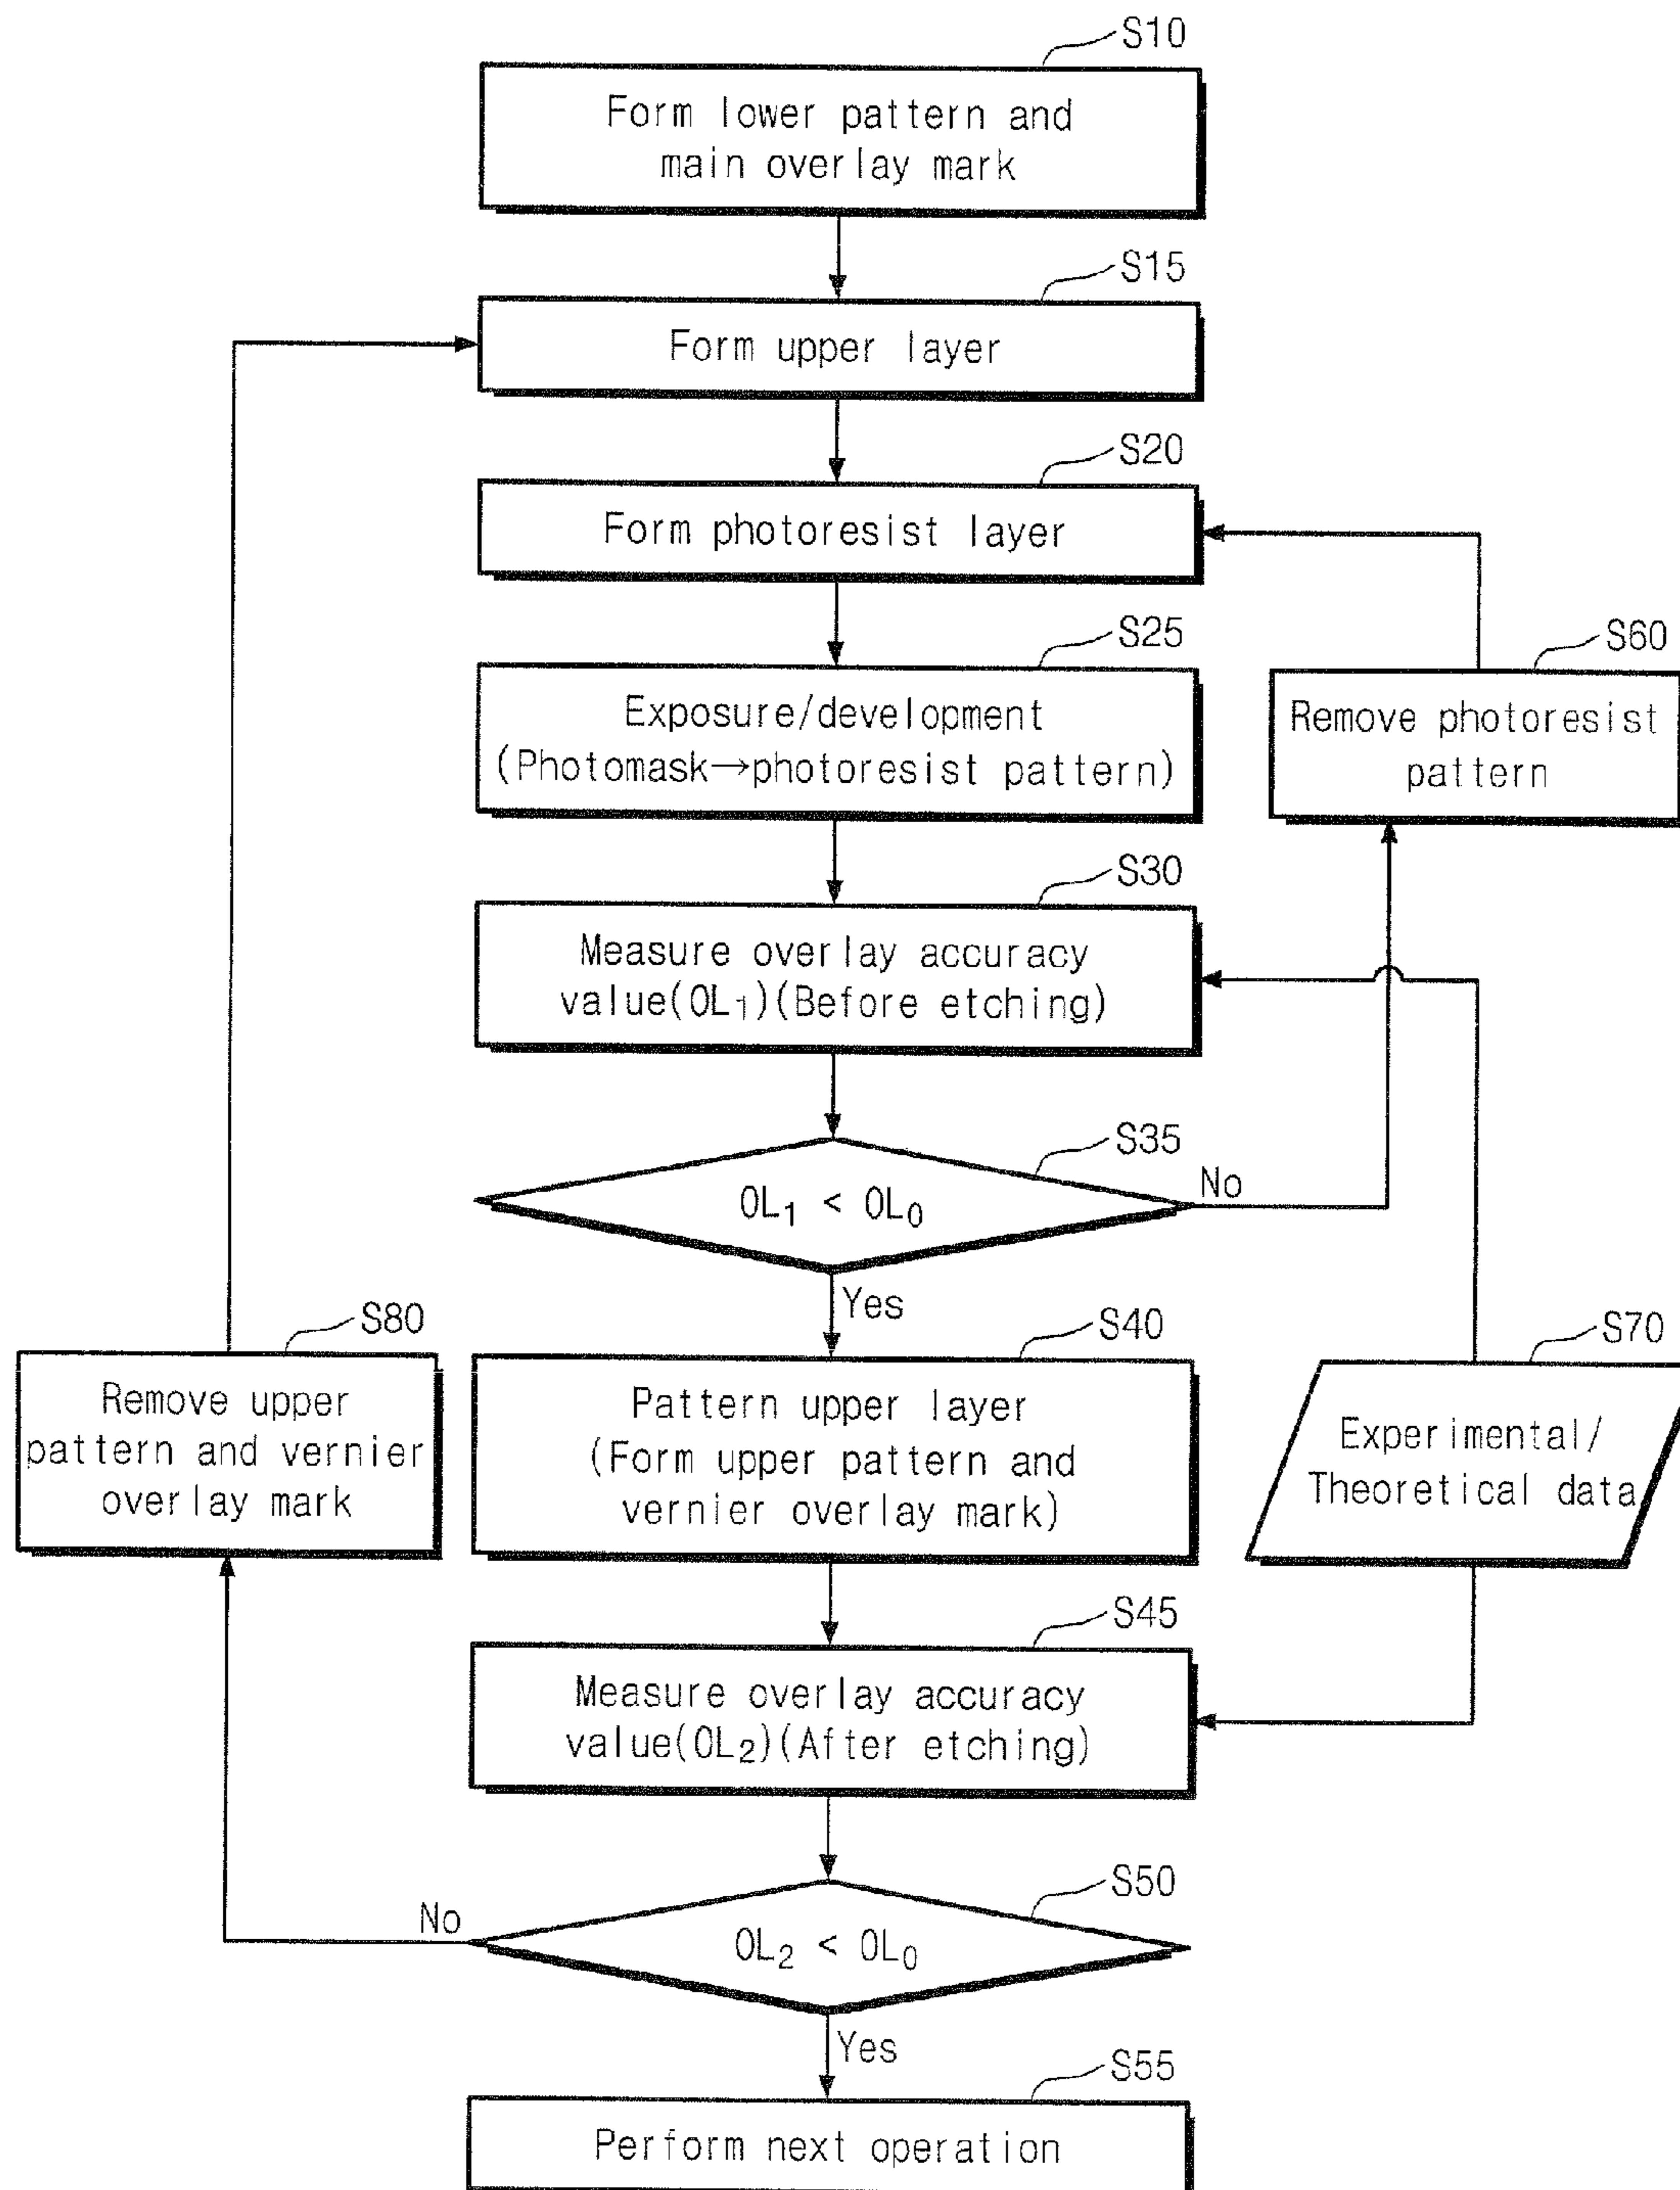 S10
Form lower pattern and
main overlay mark
S15
Form upper layer
S20
Form photoresist layer
S25
Exposure/development
(Photomask→photoresist pattern)
S60
Remove photoresist
pattern
S30
Measure overlay accuracy
value(OL₁)(Before etching)
S35
OL₁ < OL₀
No
Yes
S80
Remove upper
pattern and vernier
overlay mark
S40
Pattern upper layer
(Form upper pattern and
vernier overlay mark)
S70
Experimental/
Theoretical data
S45
Measure overlay accuracy
value(OL₂)(After etching)
S50
OL₂ < OL₀
No
Yes
S55
Perform next operation